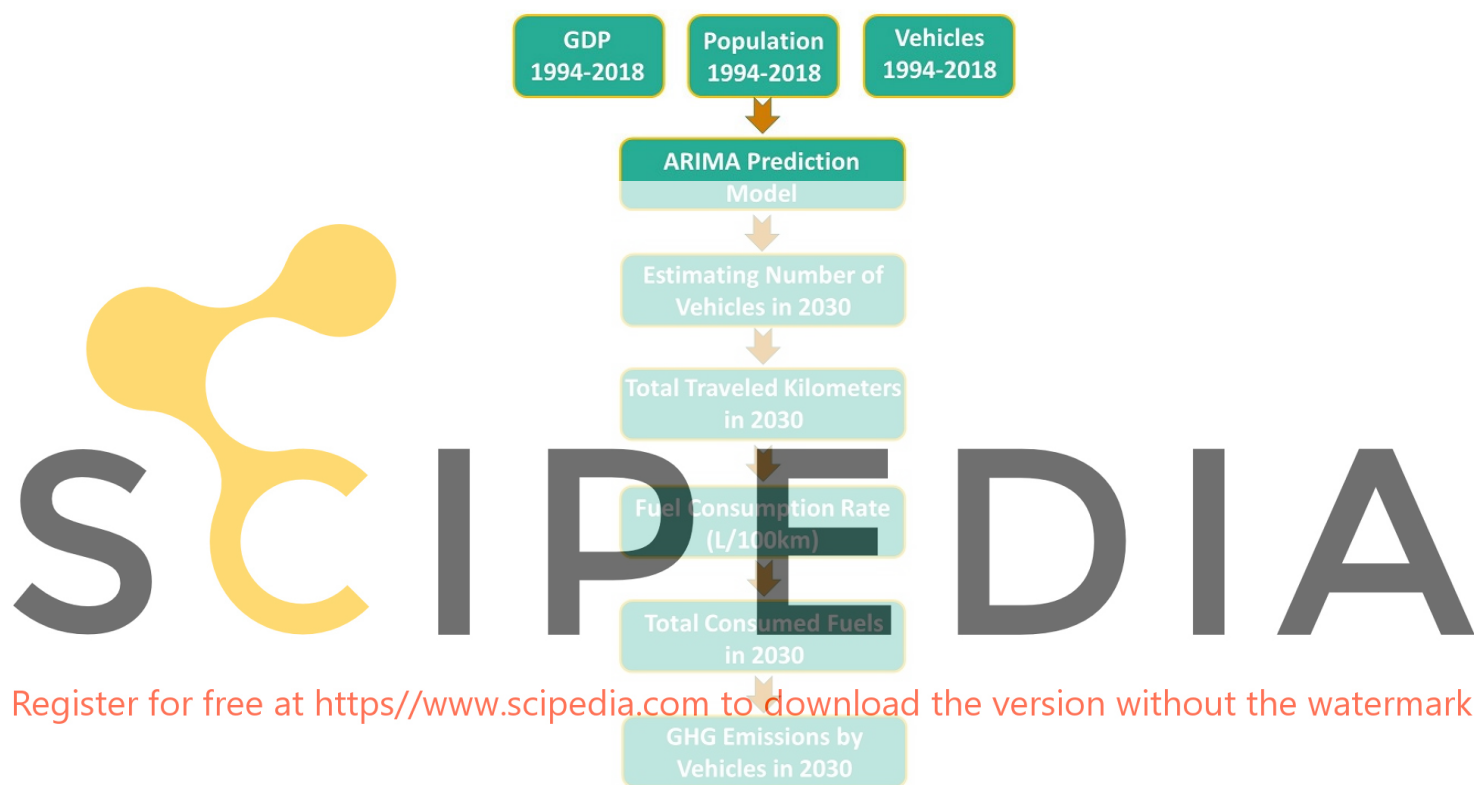 GDP
1994-2018
Population
1994-2018
Vehicles
1994-2018
ARIMA Prediction
Model
Estimating Number of
Vehicles in 2030
Total Traveled Kilometers
in 2030
Fuel Consumption Rate
(L/100km)
Total Consumed Fuels
in 2030
SCIPEDIA
Register for free at https//www.scipedia.com to download the version without the watermark
GHG Emissions by
Vehicles in 2030